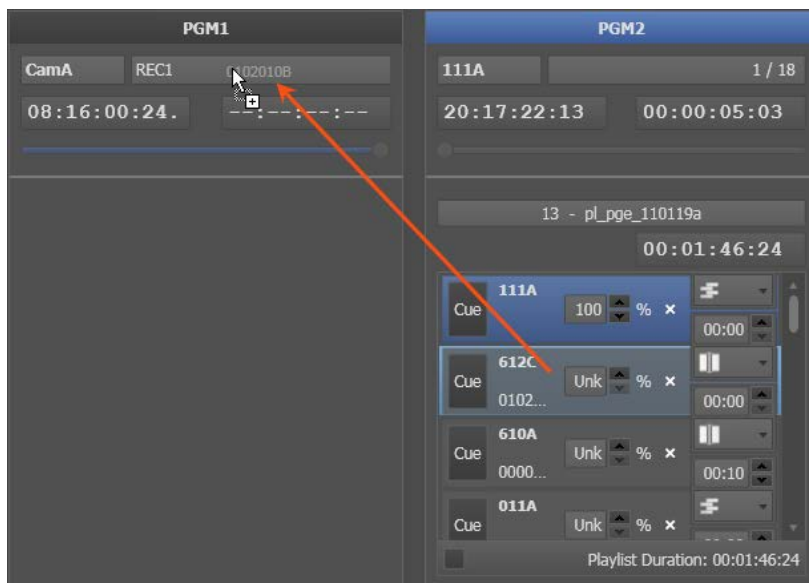 PGM1
CamA REC1 0102010B
08:16:00:24. --:--:--:--
PGM2
111A 1 / 18
20:17:22:13 00:00:05:03
13 - pl_pge_110119a
00:01:46:24
Cue 111A 100 % × 00:00
Cue 612C 0102... Unk % × 00:00
Cue 610A 0000... Unk % × 00:10
Cue 011A Unk % ×
Playlist Duration: 00:01:46:24